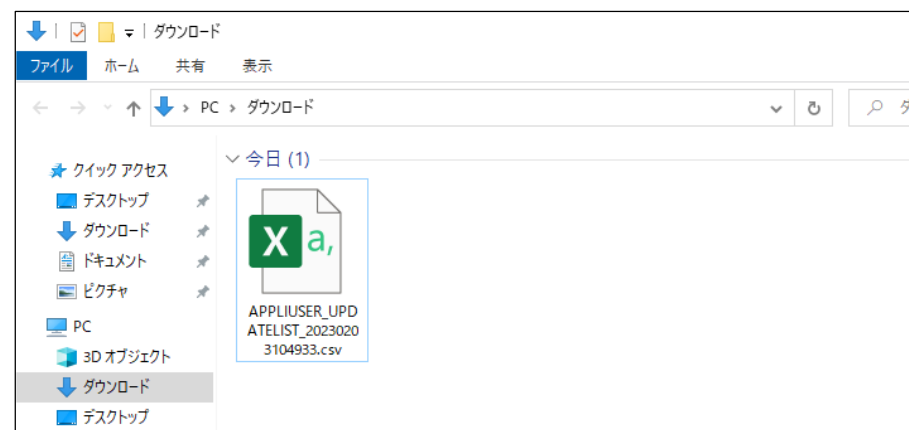 ダウンロード
ファイル ホーム 共有 表示
PC › ダウンロード
クイック アクセス
デスクトップ
ダウンロード
ドキュメント
ピクチャ
PC
3D オブジェクト
ダウンロード
デスクトップ
今日 (1)
X a,
APPLIUSER_UPD
ATELIST_2023020
3104933.csv